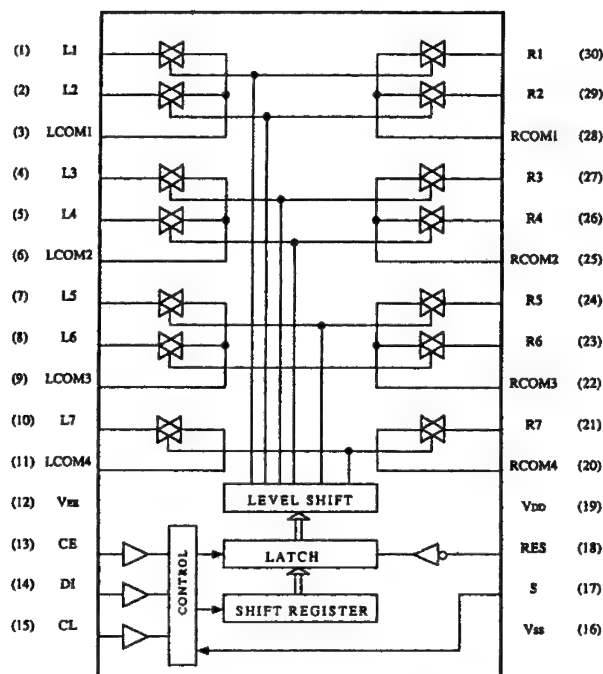 (1) L1 R1 (30)
(2) L2 R2 (29)
(3) LCOM1 RCOM1 (28)
(4) L3 R3 (27)
(5) L4 R4 (26)
(6) LCOM2 RCOM2 (25)
(7) L5 R5 (24)
(8) L6 R6 (23)
(9) LCOM3 RCOM3 (22)
(10) L7 R7 (21)
(11) LCOM4 RCOM4 (20)
(12) VEE LEVEL SHIFT VDD (19)
(13) CE LATCH RES (18)
(14) DI CONTROL SHIFT REGISTER S (17)
(15) CL Vss (16)